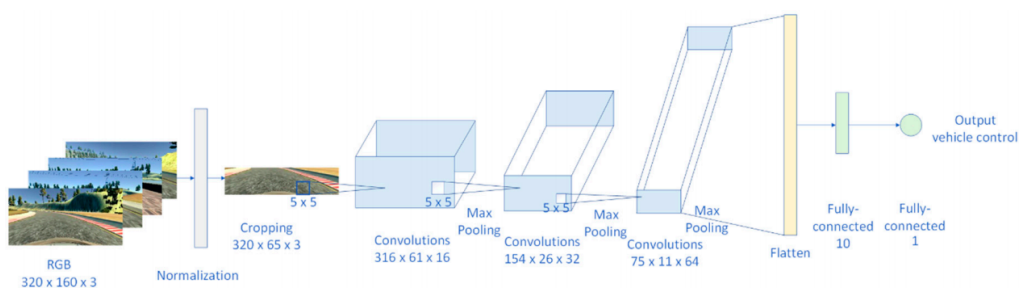 RGB
320 x 160 x 3
Normalization
5 x 5
Cropping
320 x 65 x 3
5 x 5
Convolutions
316 x 61 x 16
Max
Pooling
5 x 5
Convolutions
154 x 26 x 32
Max
Pooling
Convolutions
75 x 11 x 64
Max
Pooling
Flatten
Fully-
connected
10
Fully-
connected
1
Output
vehicle control